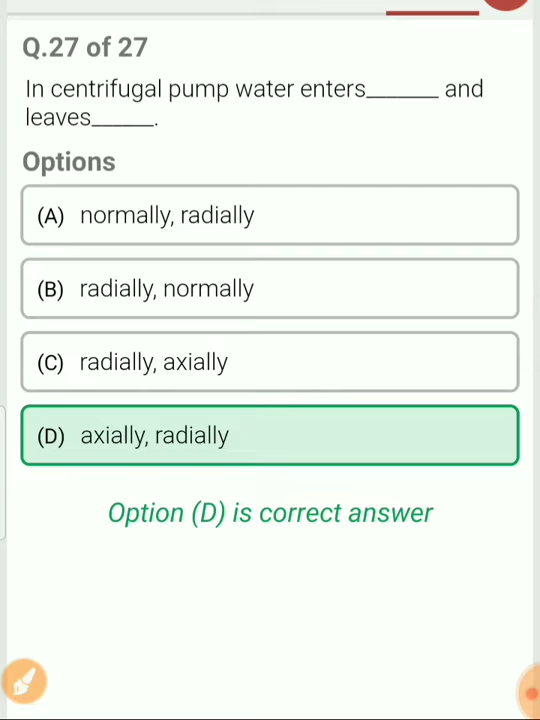 Q.27 of 27
In centrifugal pump water enters_______ and
leaves______.
Options
(A) normally, radially
(B) radially, normally
(C) radially, axially
(D) axially, radially
Option (D) is correct answer